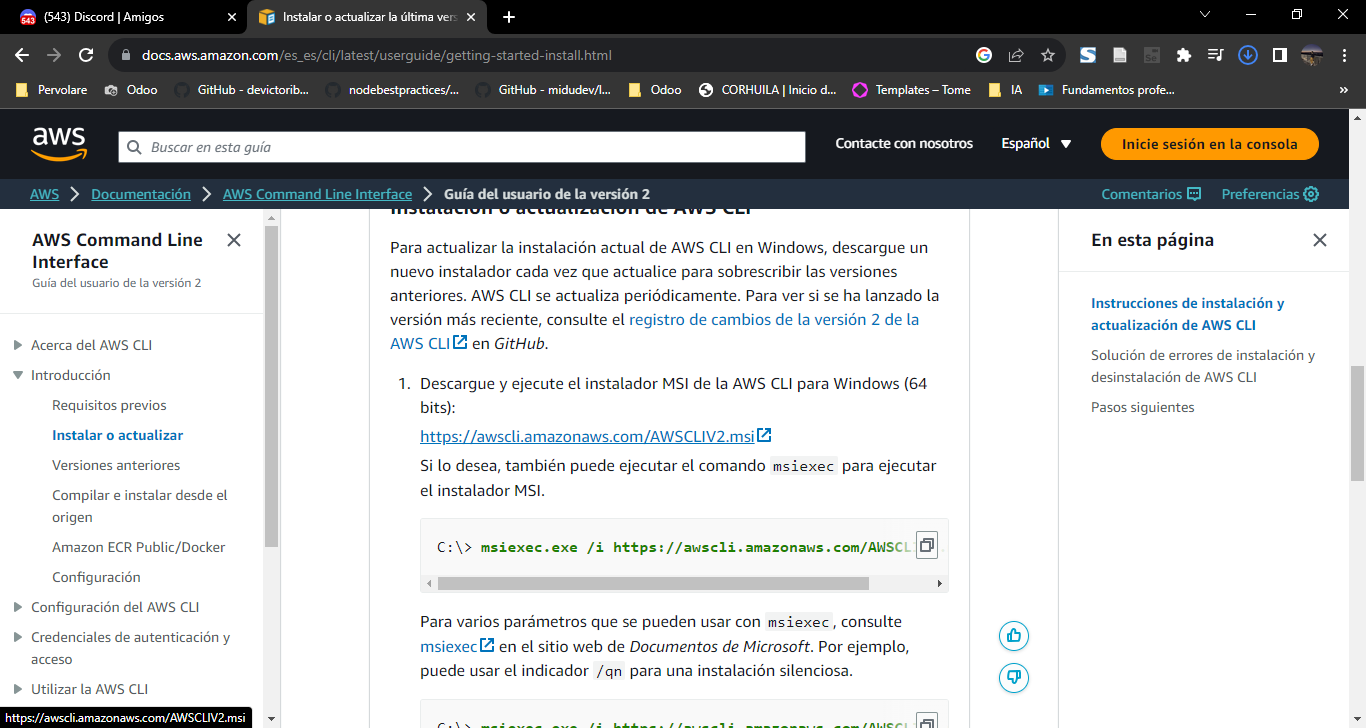 543
(543) Discord | Amigos
Instalar o actualizar la última vers
docs.aws.amazon.com/es_es/cli/latest/userguide/getting-started-install.html
Pervolare
Odoo
GitHub - devictorib...
nodebestpractices/...
GitHub - midudev/l...
Odoo
CORHUILA | Inicio d...
Templates – Tome
IA
Fundamentos profe...
»
aws
Buscar en esta guía
Contacte con nosotros
Español
Inicie sesión en la consola
AWS
Documentación
AWS Command Line Interface
Guía del usuario de la versión 2
Comentarios
Preferencias
AWS Command Line
Interface
Guía del usuario de la versión 2
Acerca del AWS CLI
Introducción
Requisitos previos
Instalar o actualizar
Versiones anteriores
Compilar e instalar desde el
origen
Amazon ECR Public/Docker
Configuración
Configuración del AWS CLI
Credenciales de autenticación y
acceso
Utilizar la AWS CLI
https://awscli.amazonaws.com/AWSCLIV2.msi
Instalación o actualización de AWS CLI
Para actualizar la instalación actual de AWS CLI en Windows, descargue un
nuevo instalador cada vez que actualice para sobrescribir las versiones
anteriores. AWS CLI se actualiza periódicamente. Para ver si se ha lanzado la
versión más reciente, consulte el registro de cambios de la versión 2 de la
AWS CLI en GitHub.
1. Descargue y ejecute el instalador MSI de la AWS CLI para Windows (64
bits):
https://awscli.amazonaws.com/AWSCLIV2.msi
Si lo desea, también puede ejecutar el comando msiexec para ejecutar
el instalador MSI.
C:\> msiexec.exe /i https://awscli.amazonaws.com/AWSCL
Para varios parámetros que se pueden usar con msiexec, consulte
msiexec en el sitio web de Documentos de Microsoft. Por ejemplo,
puede usar el indicador /qn para una instalación silenciosa.
C:\> msiexec.exe /i https://awscli.amazonaws.com/AWSCL
En esta página
Instrucciones de instalación y
actualización de AWS CLI
Solución de errores de instalación y
desinstalación de AWS CLI
Pasos siguientes